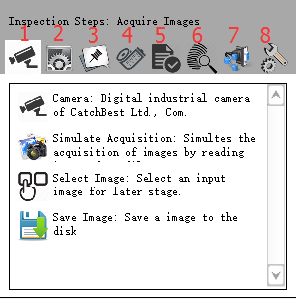 Inspection Steps: Acquire Images
1 2 3 4 5 6 7 8
Camera: Digital industrial camera
of CatchBest Ltd., Com.
Simulate Acquisition: Simultes the
acquisition of images by reading
Select Image: Select an input
image for later stage.
Save Image: Save a image to the
disk